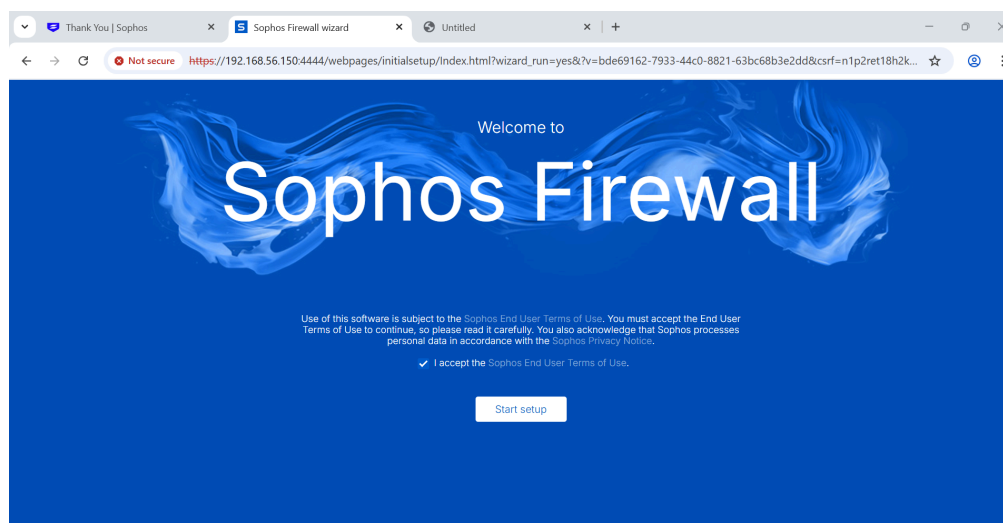 Thank You | Sophos
Sophos Firewall wizard
Untitled
Not secure https://192.168.56.150:4444/webpages/initialsetup/Index.html?wizard_run=yes&?v=bde69162-7933-44c0-8821-63bc68b3e2dd&csrf=n1p2ret18h2k...
Welcome to
Sophos Firewall
Use of this software is subject to the Sophos End User Terms of Use. You must accept the End User
Terms of Use to continue, so please read it carefully. You also acknowledge that Sophos processes
personal data in accordance with the Sophos Privacy Notice.
I accept the Sophos End User Terms of Use.
Start setup